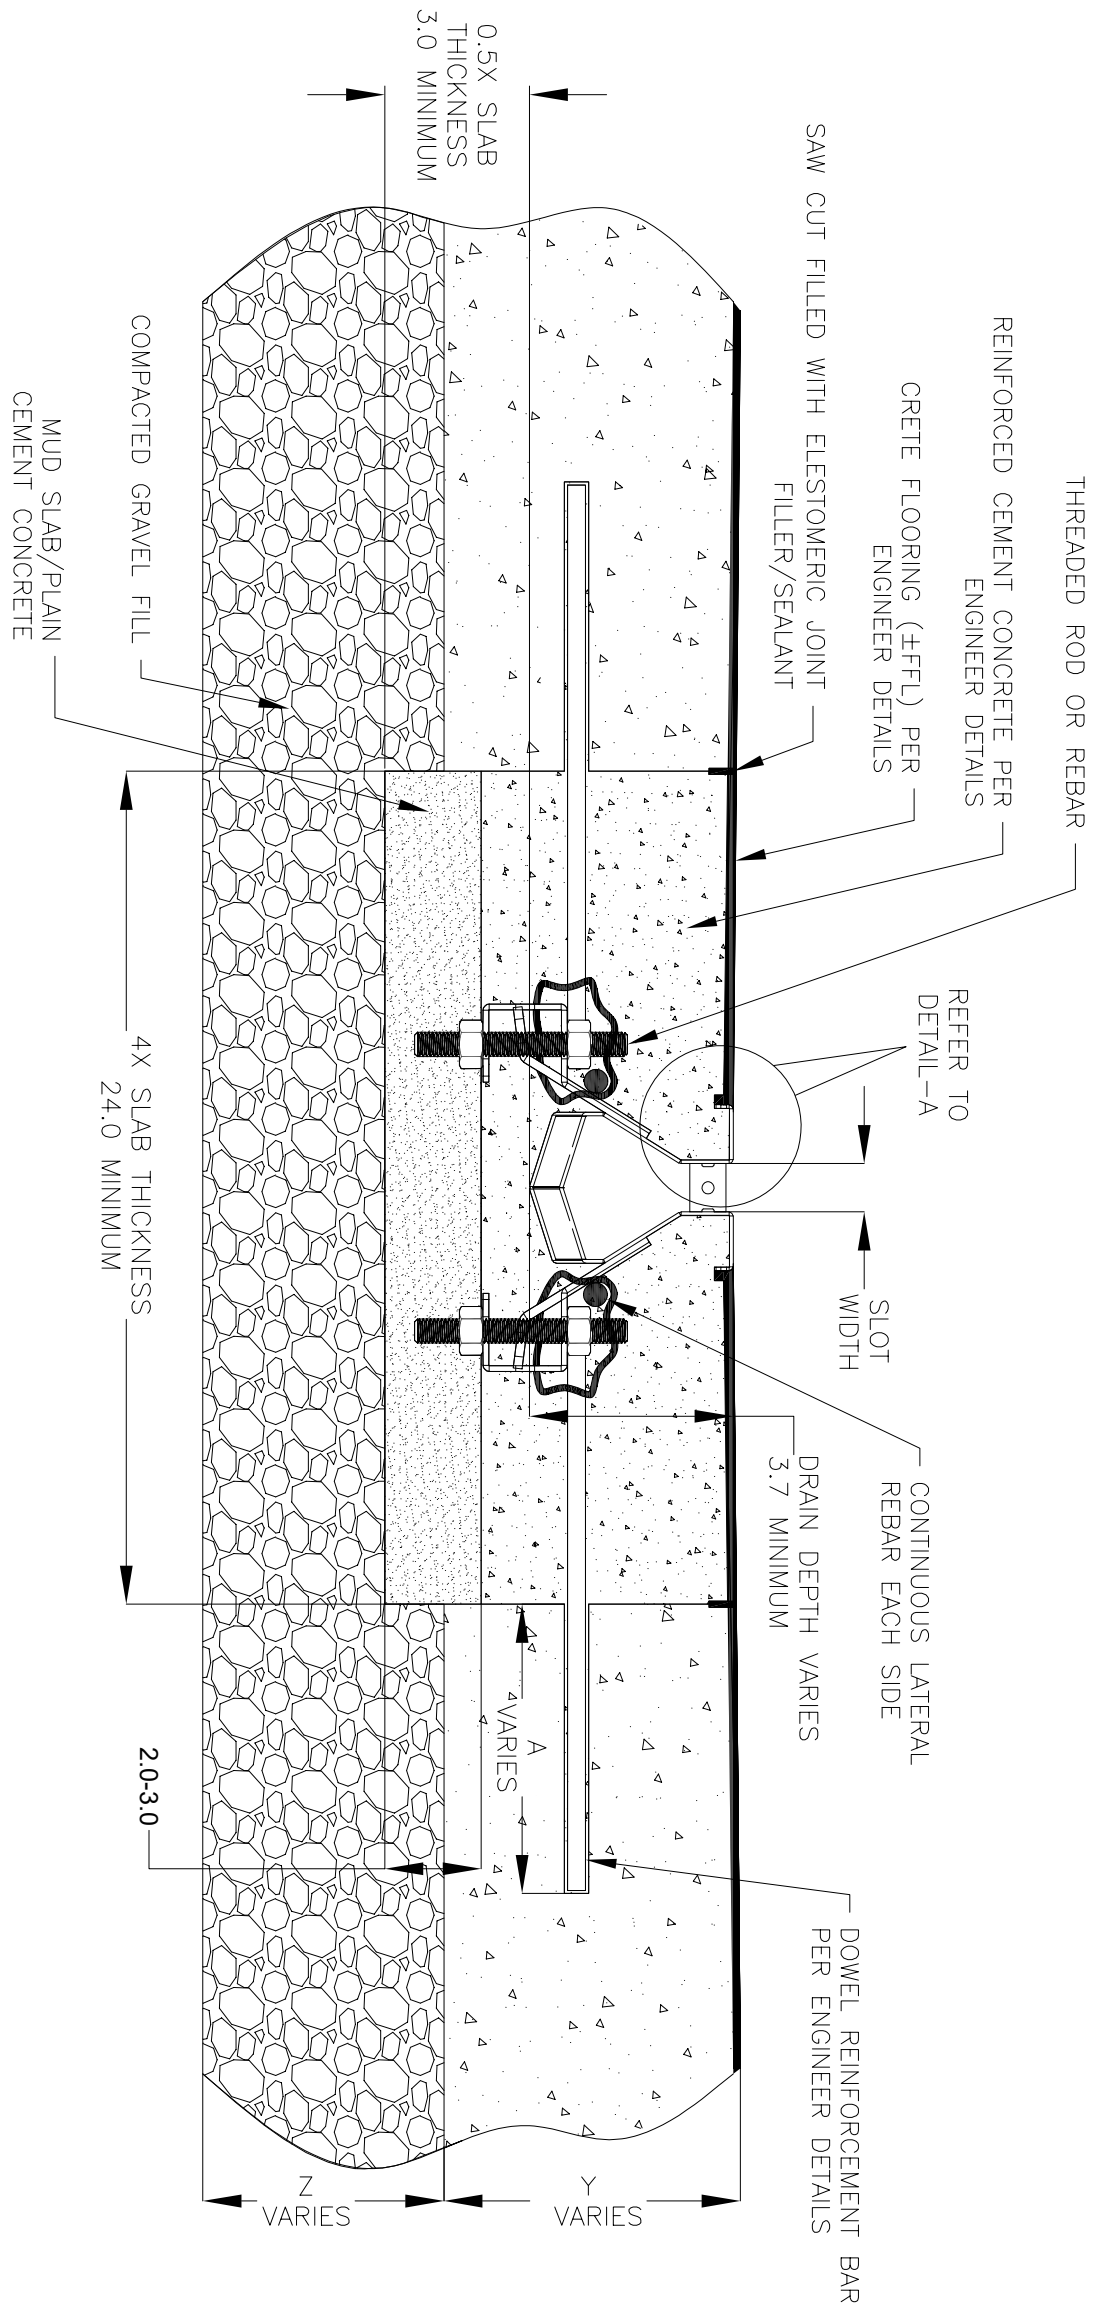 THREADED ROD OR REBAR
REINFORCED CEMENT CONCRETE PER
ENGINEER DETAILS
CRETE FLOORING (±FFL) PER
ENGINEER DETAILS
SAW CUT FILLED WITH ELESTOMERIC JOINT
FILLER/SEALANT
REFER TO
DETAIL-A
SLOT
WIDTH
CONTINUOUS LATERAL
REBAR EACH SIDE
DRAIN DEPTH VARIES
3.7 MINIMUM
DOWEL REINFORCEMENT BAR
PER ENGINEER DETAILS
0.5X SLAB
THICKNESS
3.0 MINIMUM
A
VARIES
Y
VARIES
Z
VARIES
COMPACTED GRAVEL FILL
MUD SLAB/PLAIN
CEMENT CONCRETE
4X SLAB THICKNESS
24.0 MINIMUM
2.0-3.0